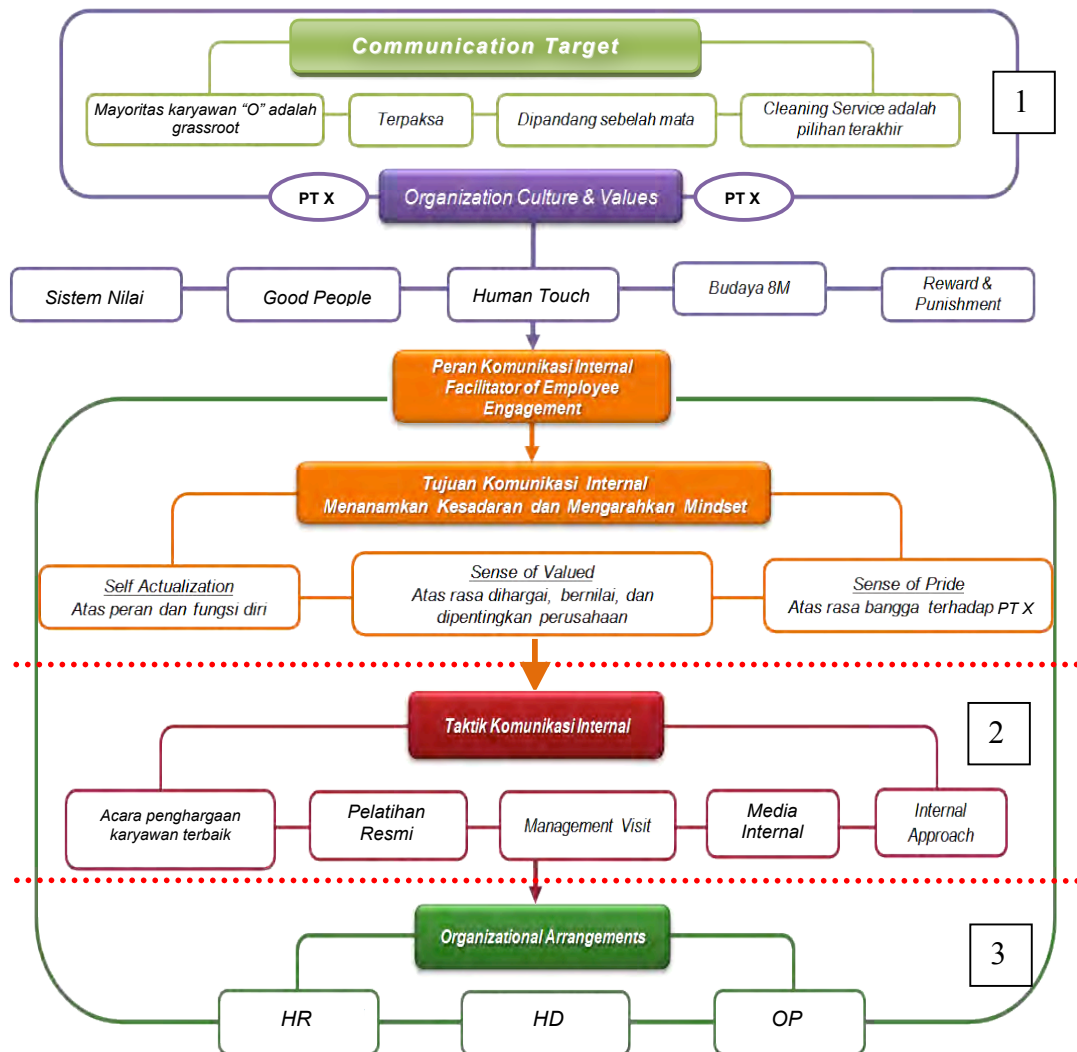 Communication Target
1
Mayoritas karyawan “O” adalah
grassroot
Terpaksa
Dipandang sebelah mata
Cleaning Service adalah
pilihan terakhir
PT X
Organization Culture & Values
PT X
Sistem Nilai
Good People
Human Touch
Budaya 8M
Reward &
Punishment
Peran Komunikasi Internal
Facilitator of Employee
Engagement
Tujuan Komunikasi Internal
Menanamkan Kesadaran dan Mengarahkan Mindset
Self Actualization
Atas peran dan fungsi diri
Sense of Valued
Atas rasa dihargai, bernilai, dan
dipentingkan perusahaan
Sense of Pride
Atas rasa bangga terhadap PT X
Taktik Komunikasi Internal
2
Acara penghargaan
karyawan terbaik
Pelatihan
Resmi
Management Visit
Media
Internal
Internal
Approach
Organizational Arrangements
3
HR
HD
OP